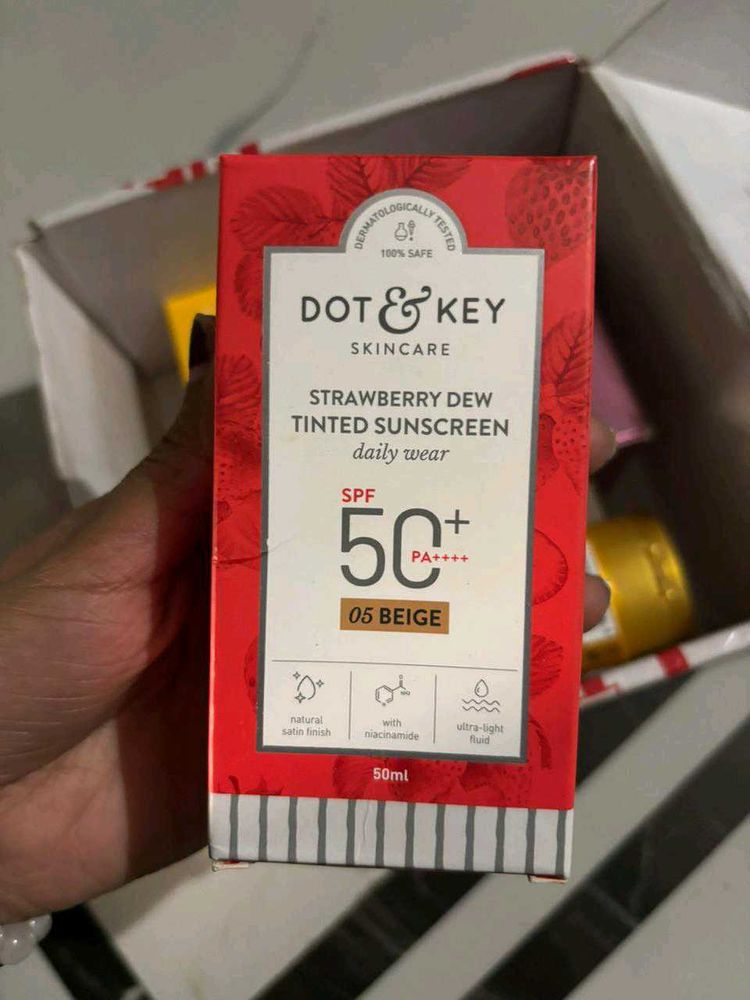 DERMATOLOGICALLY TESTED
100% SAFE
DOT & KEY
SKINCARE
STRAWBERRY DEW
TINTED SUNSCREEN
daily wear
SPF
50+
PA++++
05 BEIGE
natural
satin finish
with
niacinamide
ultra-light
fluid
50ml